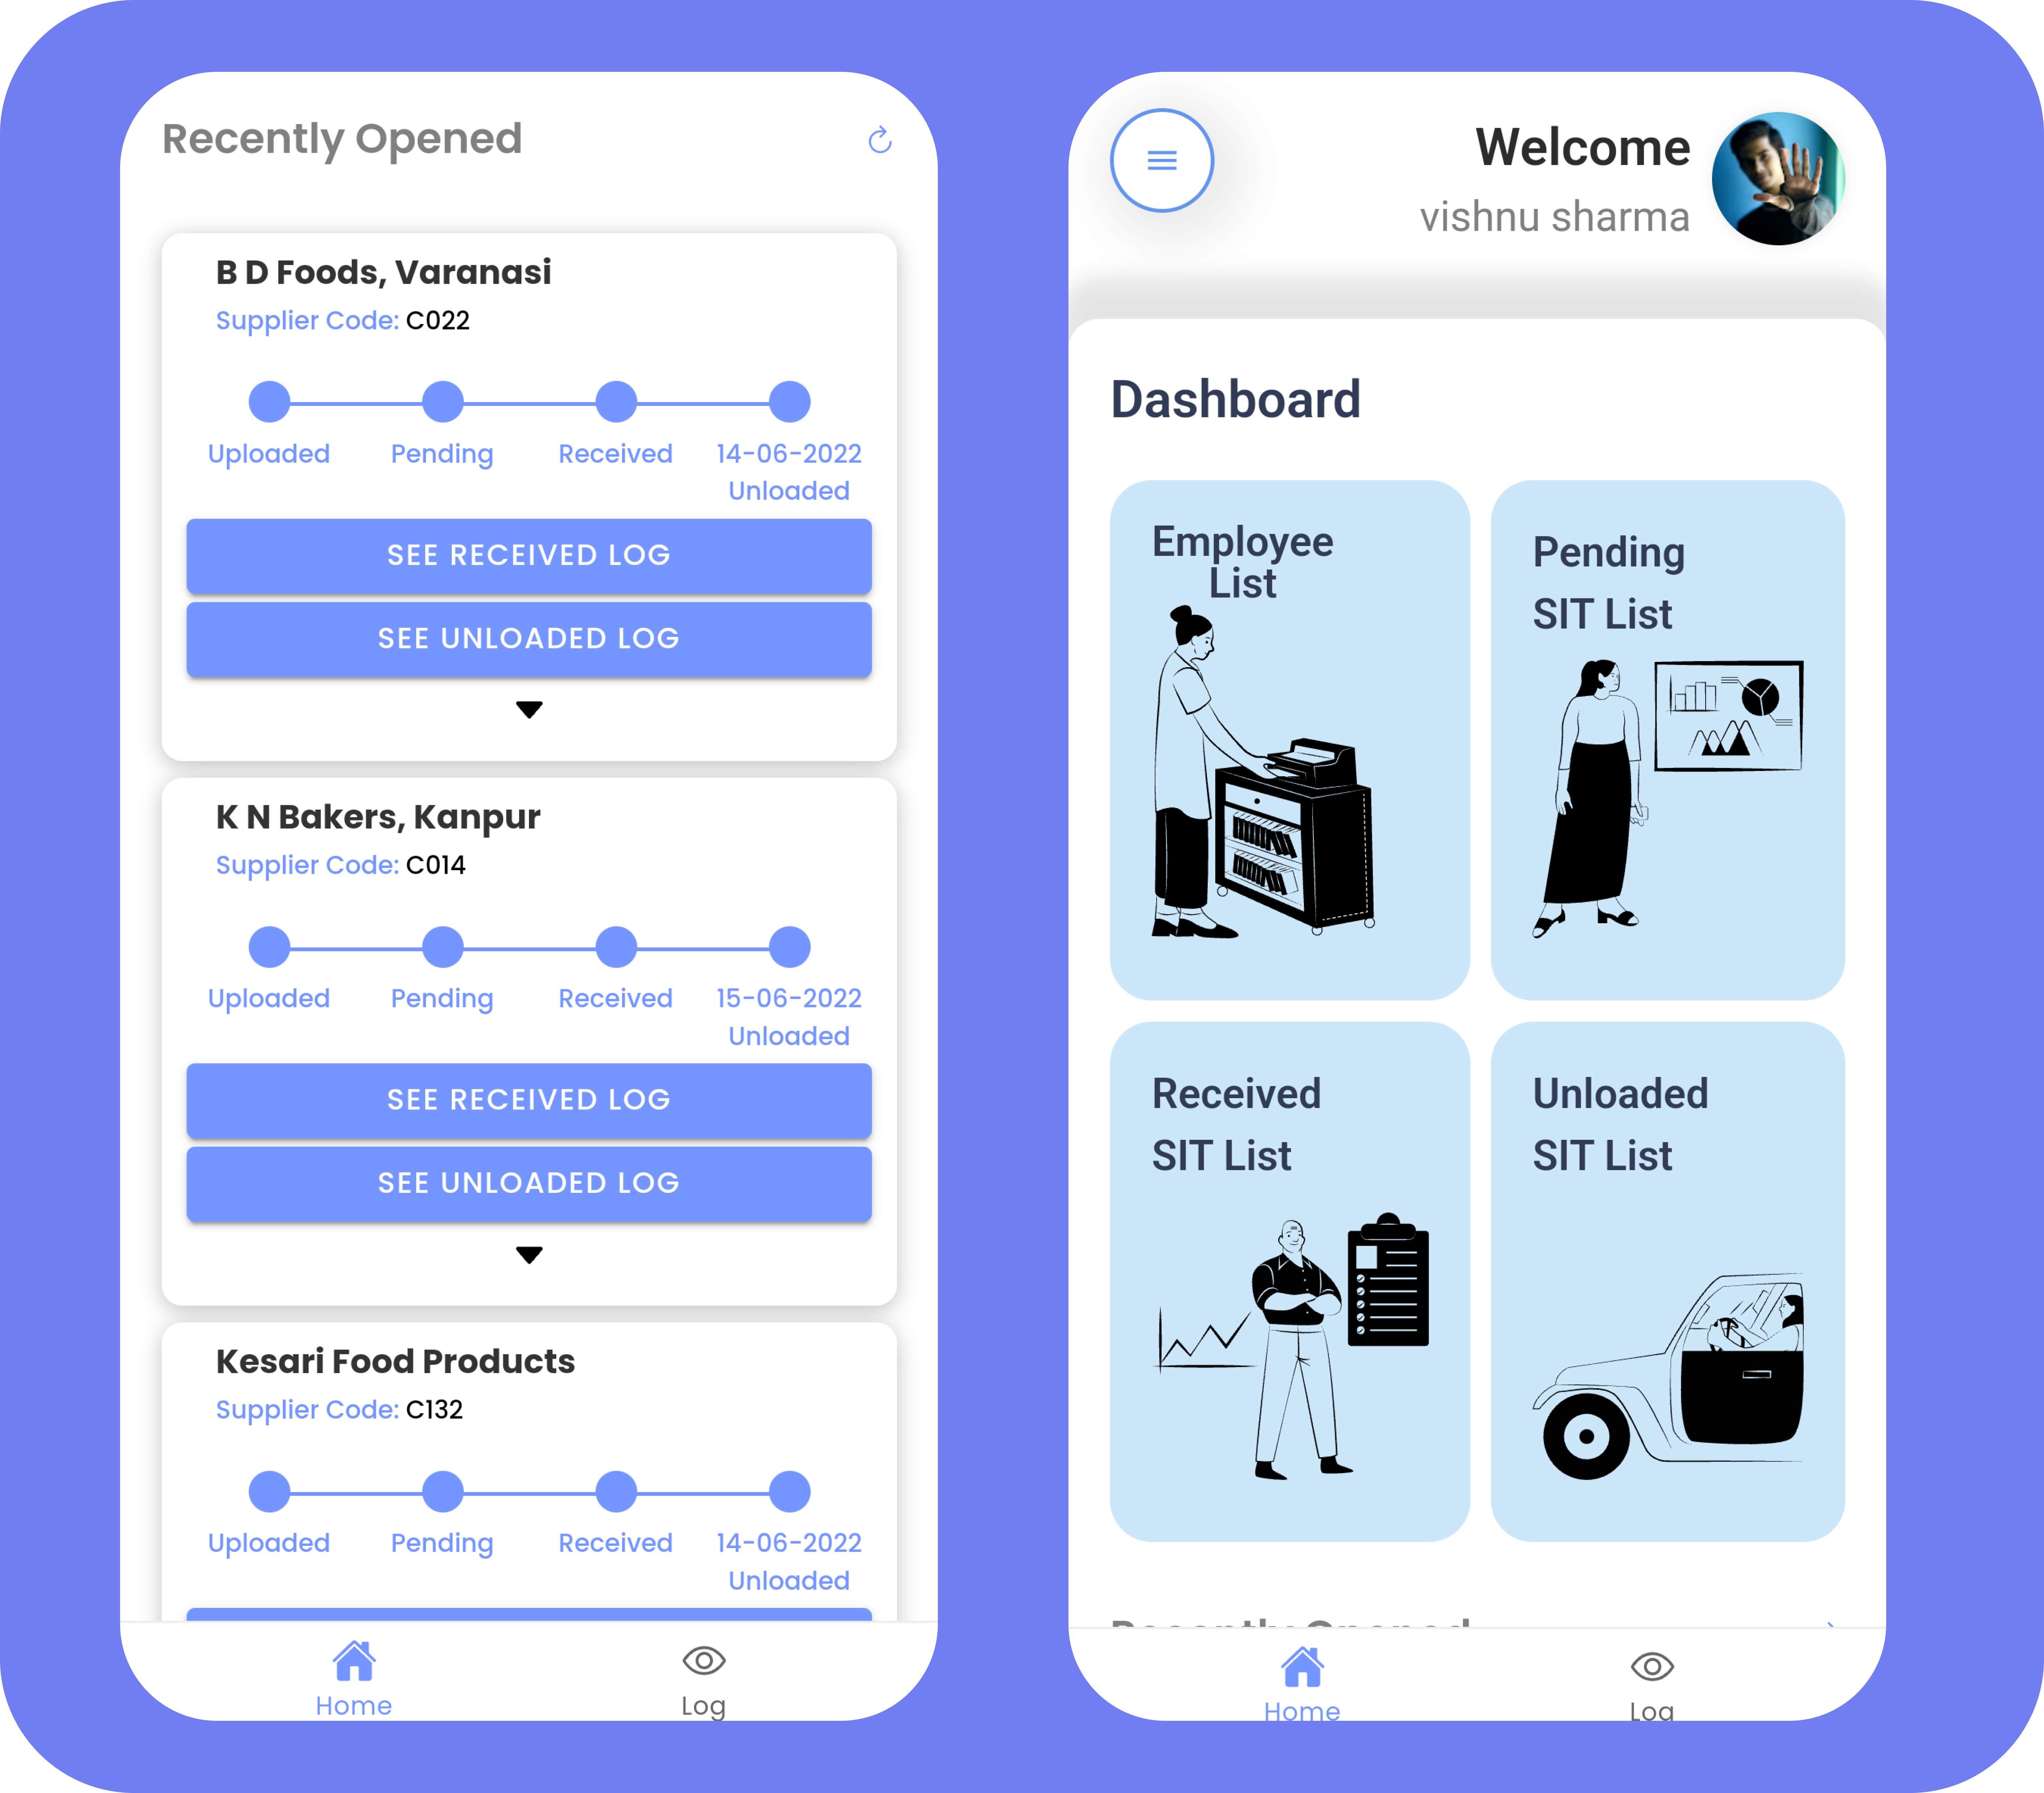 Recently Opened
B D Foods, Varanasi
Supplier Code: C022
Uploaded Pending Received 14-06-2022
Unloaded
SEE RECEIVED LOG
SEE UNLOADED LOG
K N Bakers, Kanpur
Supplier Code: C014
Uploaded Pending Received 15-06-2022
Unloaded
SEE RECEIVED LOG
SEE UNLOADED LOG
Kesari Food Products
Supplier Code: C132
Uploaded Pending Received 14-06-2022
Unloaded
Home Log
Welcome
vishnu sharma
Dashboard
Employee
List
Pending
SIT List
Received
SIT List
Unloaded
SIT List
Recently Opened
Home Log